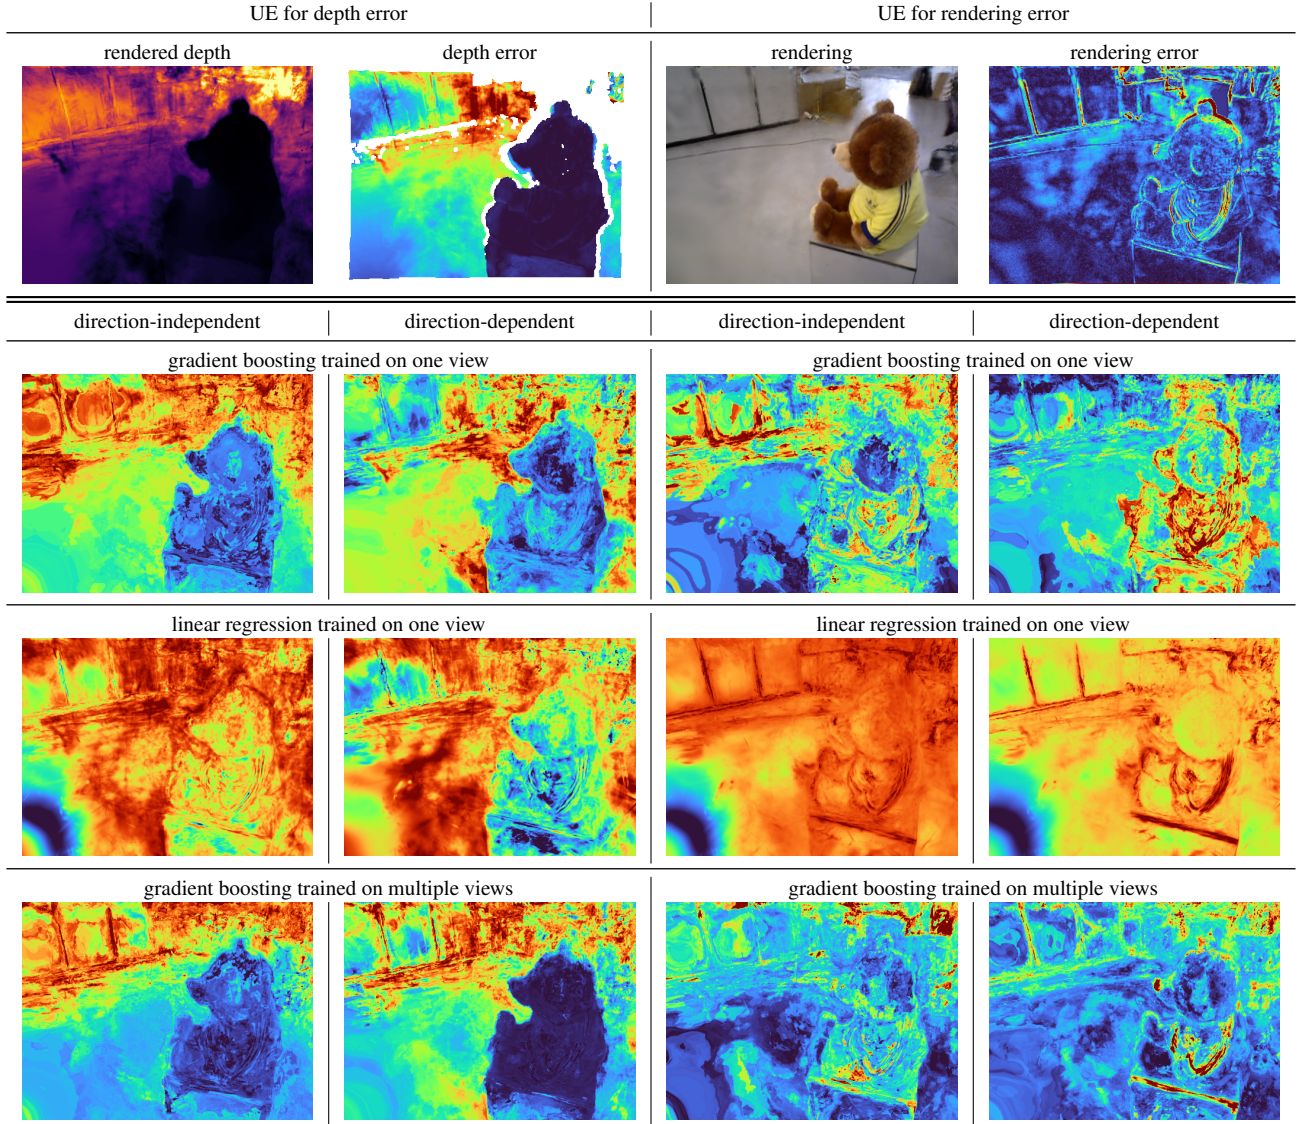 UE for depth error
UE for rendering error
rendered depth
depth error
rendering
rendering error
direction-independent
direction-dependent
direction-independent
direction-dependent
gradient boosting trained on one view
gradient boosting trained on one view
linear regression trained on one view
linear regression trained on one view
gradient boosting trained on multiple views
gradient boosting trained on multiple views